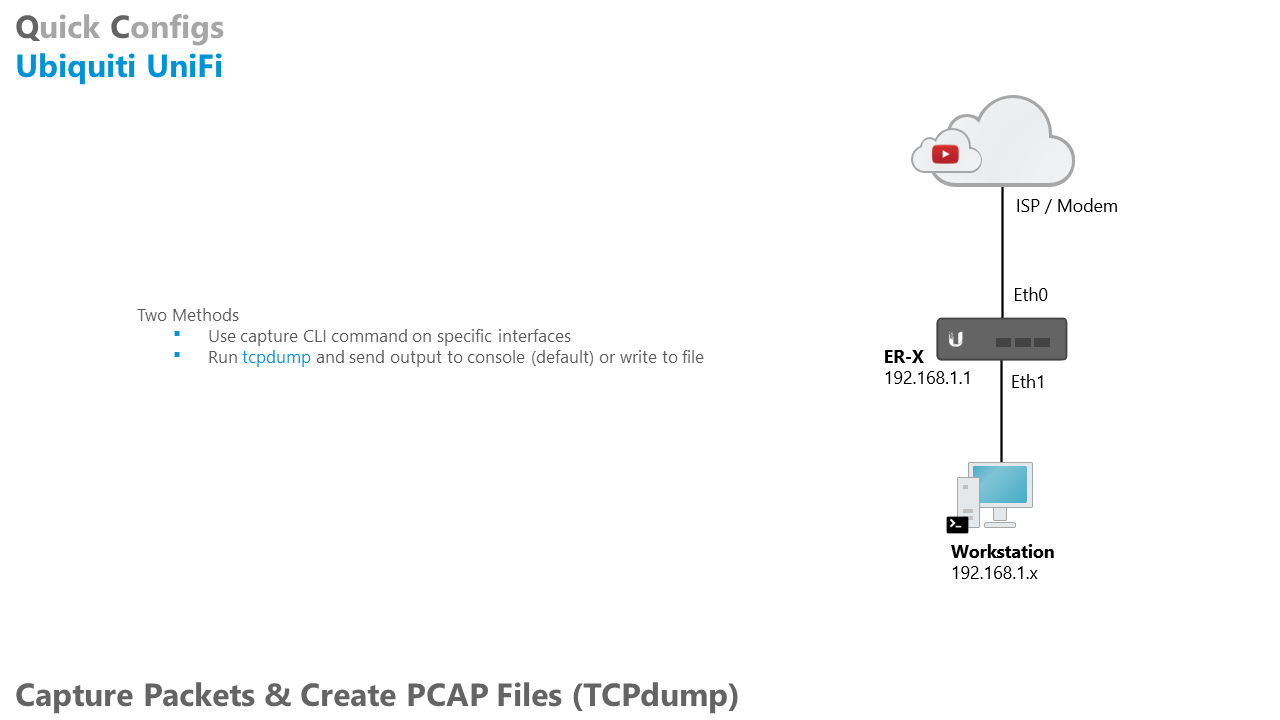 Quick Configs
Ubiquiti UniFi
ISP / Modem
Eth0
Two Methods
Use capture CLI command on specific interfaces
Run tcpdump and send output to console (default) or write to file
ER-X
192.168.1.1
Eth1
Workstation
192.168.1.x
Capture Packets & Create PCAP Files (TCPdump)